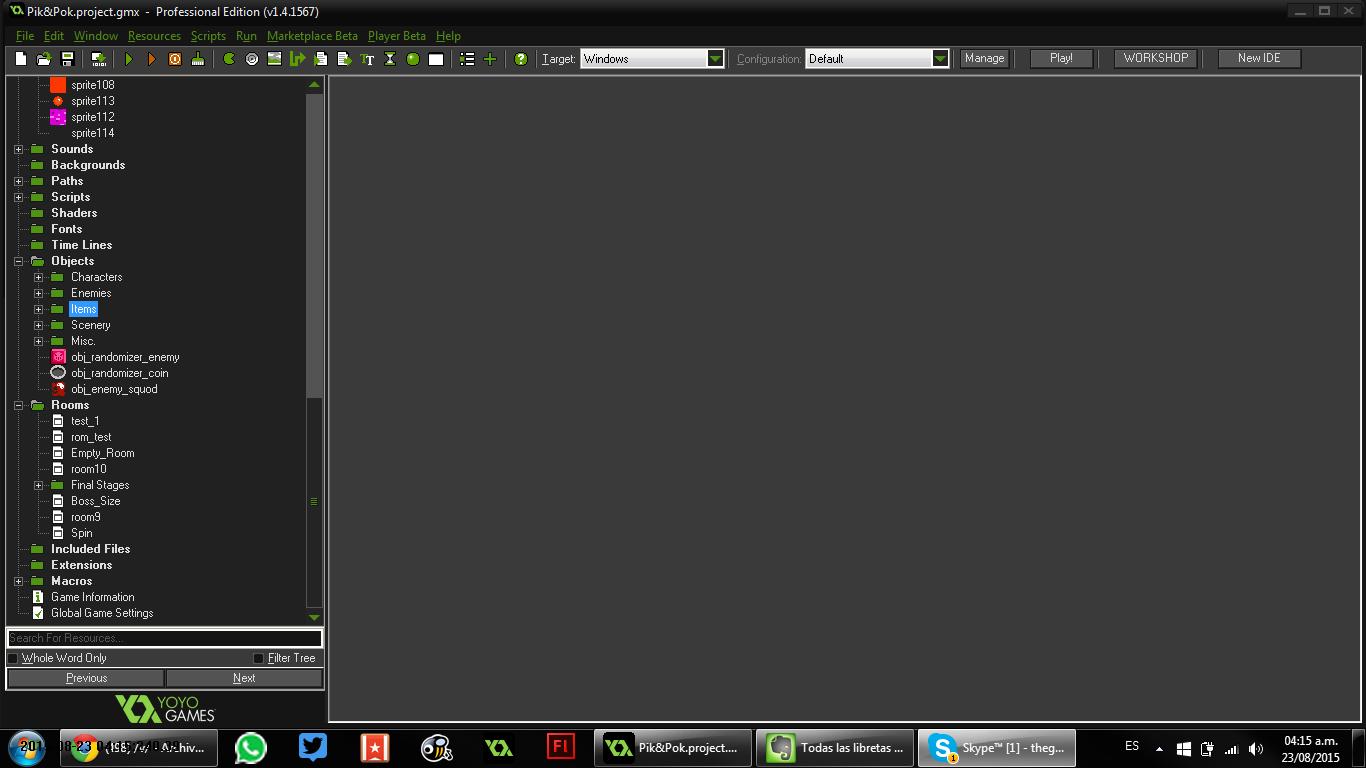 Pik&Pok.project.gmx - Professional Edition (v1.4.1567)
File Edit Window Resources Scripts Run Marketplace Beta Player Beta Help
Target: Windows Configuration: Default Manage Play! WORKSHOP New IDE
sprite108
sprite113
sprite112
sprite114
Sounds
Backgrounds
Paths
Scripts
Shaders
Fonts
Time Lines
Objects
Characters
Enemies
Items
Scenery
Misc.
obj_randomizer_enemy
obj_randomizer_coin
obj_enemy_squod
Rooms
test_1
rom_test
Empty_Room
room10
Final Stages
Boss_Size
room9
Spin
Included Files
Extensions
Macros
Game Information
Global Game Settings
Search For Resources...
Whole Word Only Filter Tree
Previous Next
YOYO
GAMES
(198) /v/ - Archiv... Fl Pik&Pok.project.... Todas las libretas ... Skype™ [1] - theg... ES 04:15 a.m.
23/08/2015